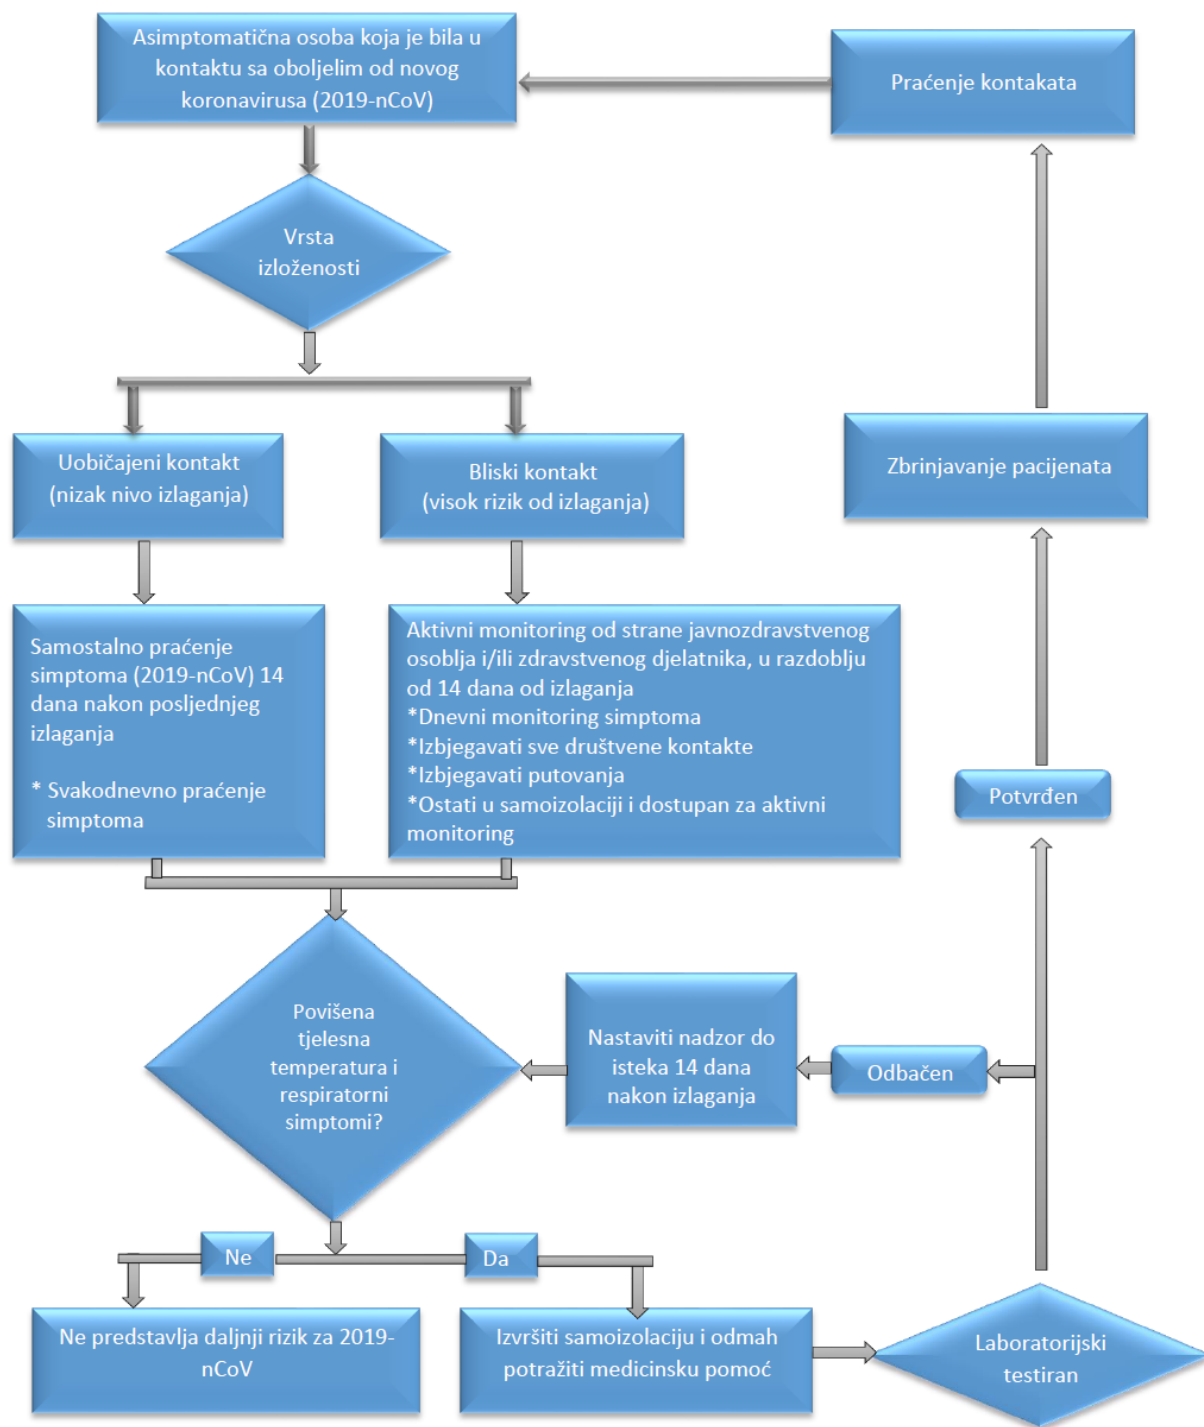 Asimptomatična osoba koja je bila u
kontaktu sa oboljelim od novog
koronavirusa (2019-nCoV)
Praćenje kontakata
Vrsta
izloženosti
Uobičajeni kontakt
(nizak nivo izlaganja)
Bliski kontakt
(visok rizik od izlaganja)
Zbrinjavanje pacijenata
Samostalno praćenje
simptoma (2019-nCoV) 14
dana nakon posljednjeg
izlaganja
* Svakodnevno praćenje
simptoma
Aktivni monitoring od strane javnozdravstvenog
osoblja i/ili zdravstvenog djelatnika, u razdoblju
od 14 dana od izlaganja
*Dnevni monitoring simptoma
*Izbjegavati sve društvene kontakte
*Izbjegavati putovanja
*Ostati u samoizolaciji i dostupan za aktivni
monitoring
Potvrđen
Povišena
tjelesna
temperatura i
respiratorni
simptomi?
Nastaviti nadzor do
isteka 14 dana
nakon izlaganja
Odbačen
Ne
Da
Ne predstavlja daljnji rizik za 2019-
nCoV
Izvršiti samoizolaciju i odmah
potražiti medicinsku pomoć
Laboratorijski
testiran